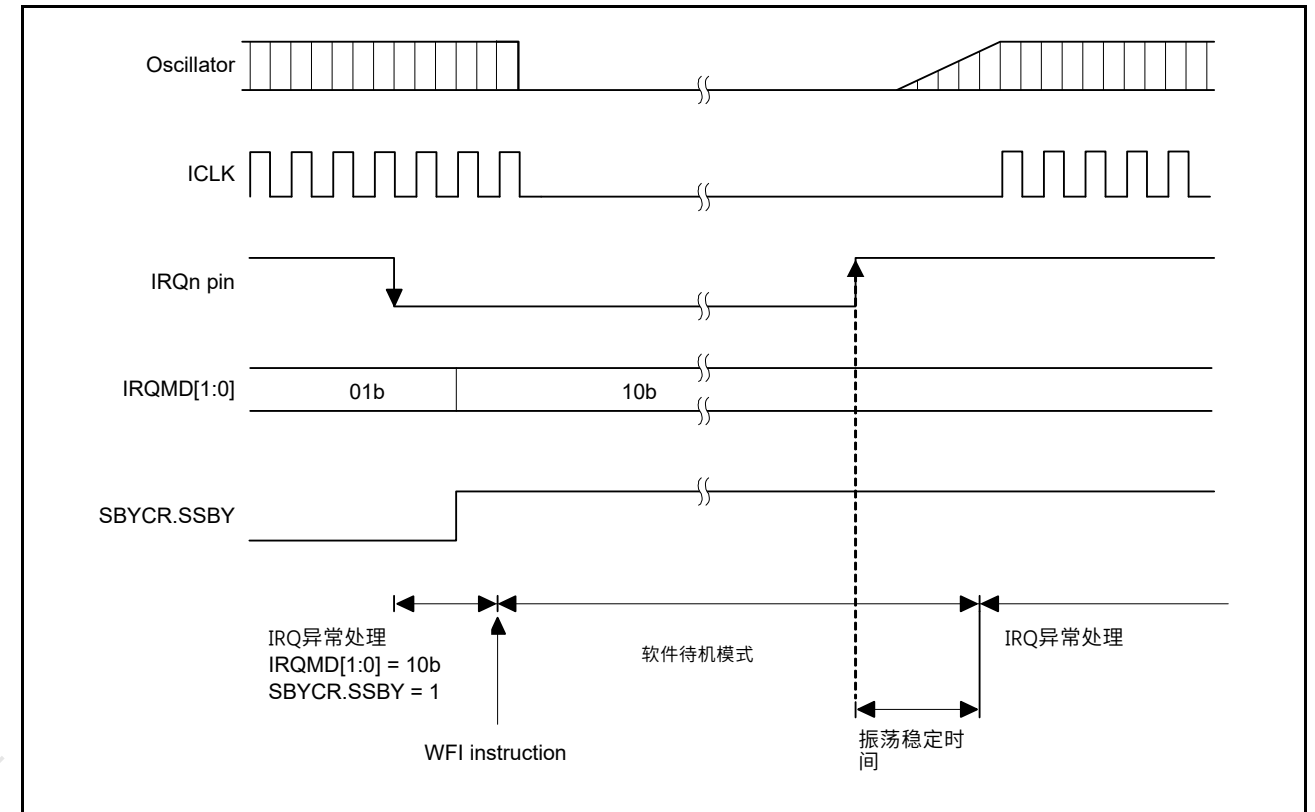 Oscillator
ICLK
IRQn pin
IRQMD[1:0]
01b
10b
SBYCR.SSBY
IRQ异常处理
IRQMD[1:0] = 10b
SBYCR.SSBY = 1
软件待机模式
IRQ异常处理
WFI instruction
振荡稳定时
间